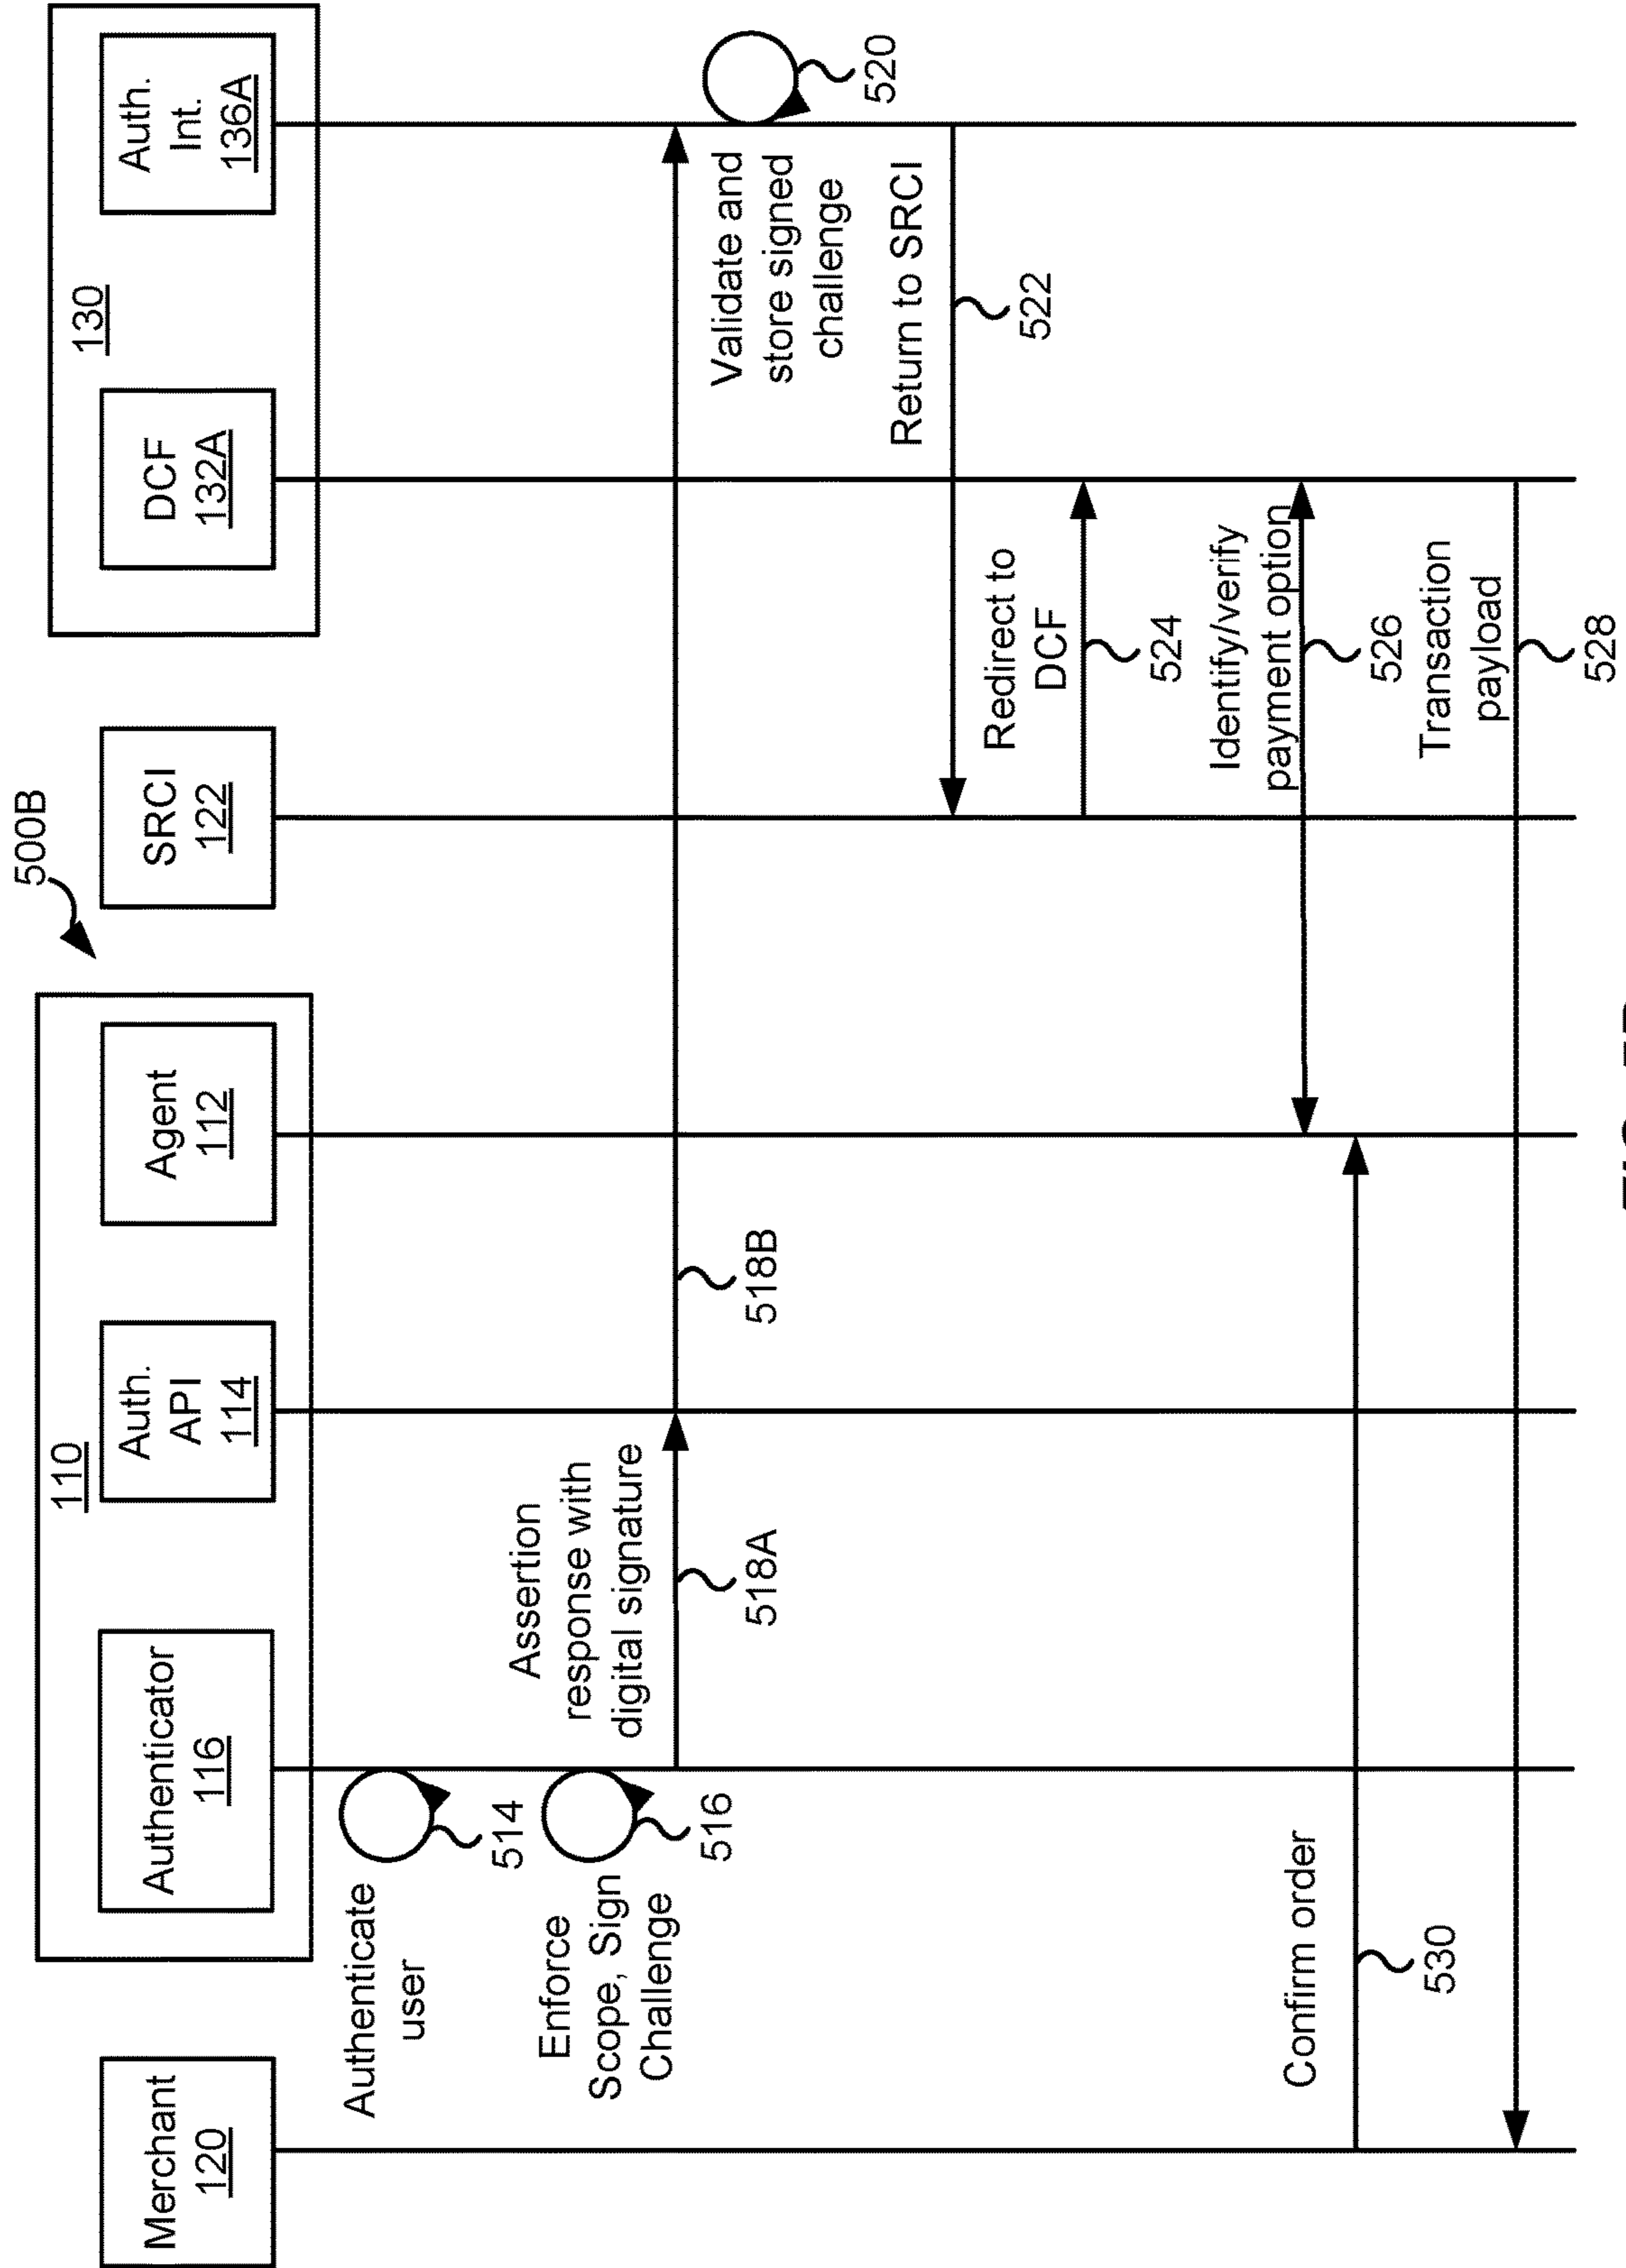 500B
110
130
Merchant
120
Authenticator
116
Auth.
API
114
Agent
112
SRCI
122
DCF
132A
Auth.
Int.
136A
Authenticate
user
514
Enforce
Scope, Sign
Challenge
516
Assertion
response with
digital signature
518A
518B
Validate and
store signed
challenge
520
Return to SRCI
522
Redirect to
DCF
524
Identify/verify
payment option
526
Confirm order
530
Transaction
payload
528